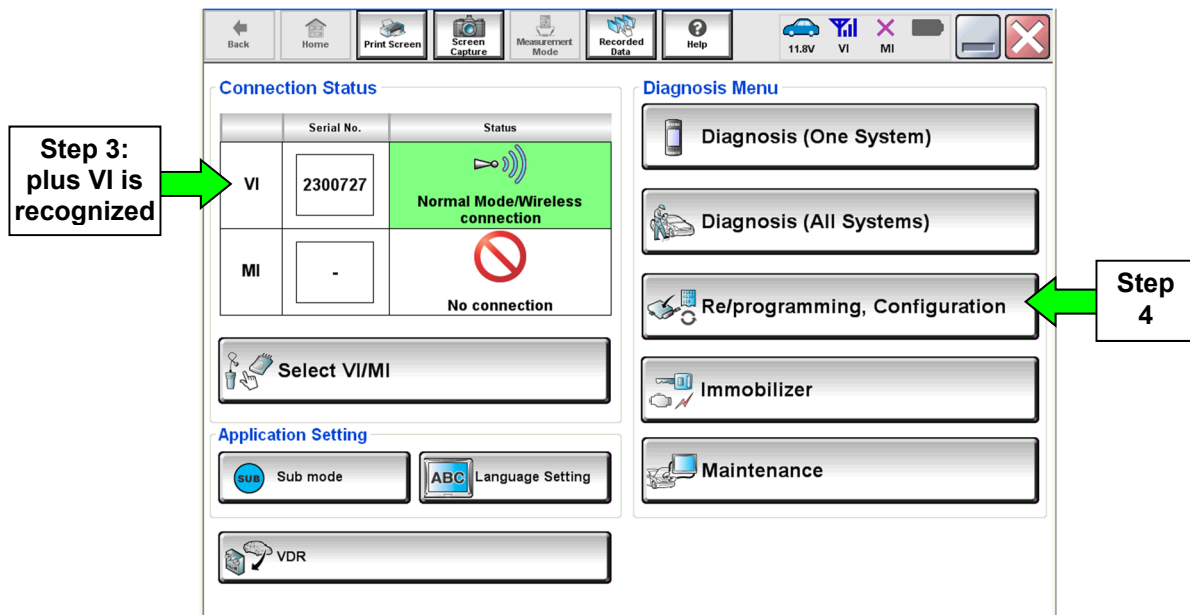 Back
Home
Print Screen
Screen
Capture
Measurement
Mode
Recorded
Data
?
Help
11.8V
VI
MI
Connection Status
Serial No.
Status
VI
2300727
Normal Mode/Wireless
connection
MI
-
No connection
Select VI/MI
Application Setting
SUB
Sub mode
ABC
Language Setting
VDR
Diagnosis Menu
Diagnosis (One System)
Diagnosis (All Systems)
Re/programming, Configuration
Immobilizer
Maintenance
Step 3:
plus VI is
recognized
Step
4